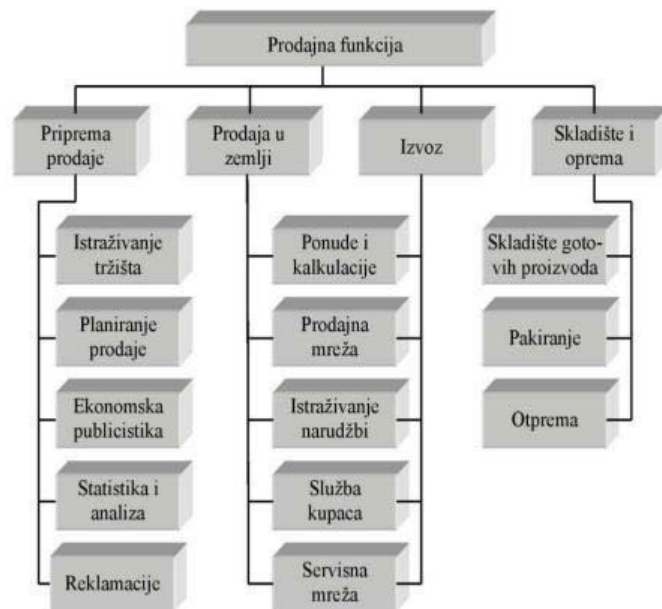 Prodajna funkcija
Priprema
prodaje
Prodaja u
zemlji
Izvoz
Skladište i
oprema
Istraživanje
tržišta
Planiranje
prodaje
Ekonomska
publicistika
Statistika i
analiza
Reklamacije
Ponude i
kalkulacije
Prodajna
mreža
Istraživanje
narudžbi
Služba
kupaca
Servisna
mreža
Skladište goto-
vih proizvoda
Pakiranje
Otprema